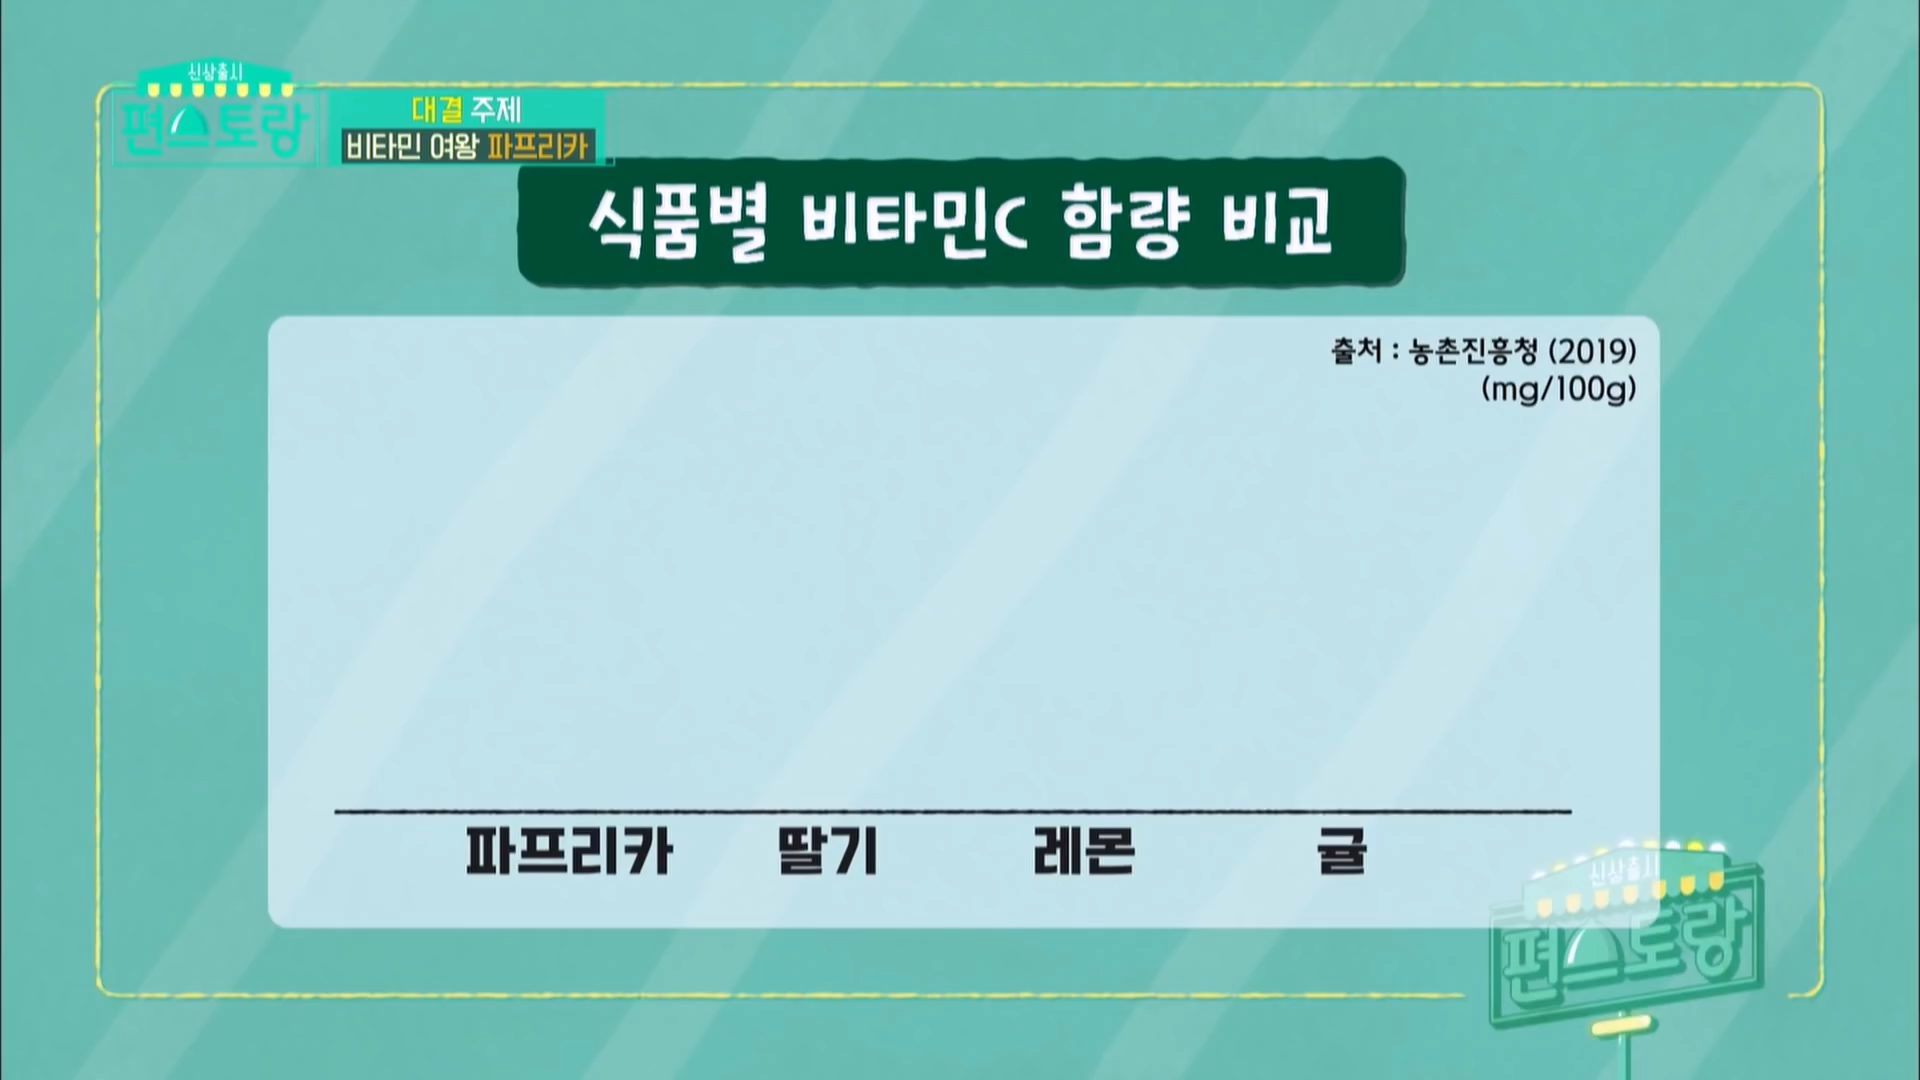 신상출시
편스토랑
대결 주제
비타민 여왕 파프리카
식품별 비타민C 함량 비교
출처 : 농촌진흥청 (2019)
(mg/100g)
파프리카 딸기 레몬 귤
신상출시
편스토랑